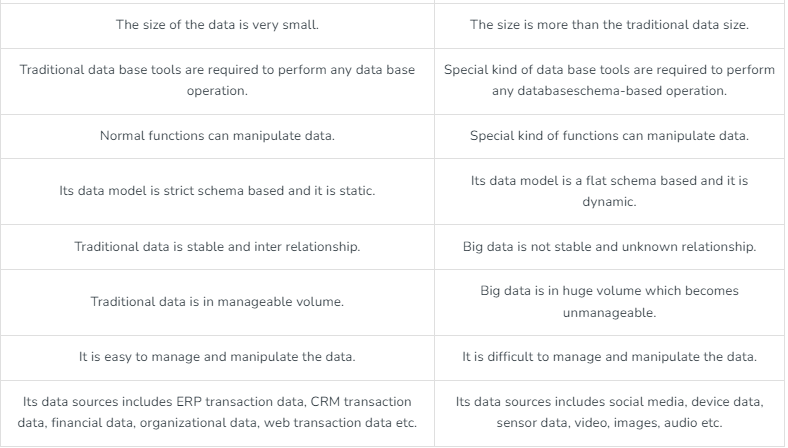 The size of the data is very small.
The size is more than the traditional data size.
Traditional data base tools are required to perform any data base
operation.
Special kind of data base tools are required to perform
any databaseschema-based operation.
Normal functions can manipulate data.
Special kind of functions can manipulate data.
Its data model is strict schema based and it is static.
Its data model is a flat schema based and it is
dynamic.
Traditional data is stable and inter relationship.
Big data is not stable and unknown relationship.
Traditional data is in manageable volume.
Big data is in huge volume which becomes
unmanageable.
It is easy to manage and manipulate the data.
It is difficult to manage and manipulate the data.
Its data sources includes ERP transaction data, CRM transaction
data, financial data, organizational data, web transaction data etc.
Its data sources includes social media, device data,
sensor data, video, images, audio etc.